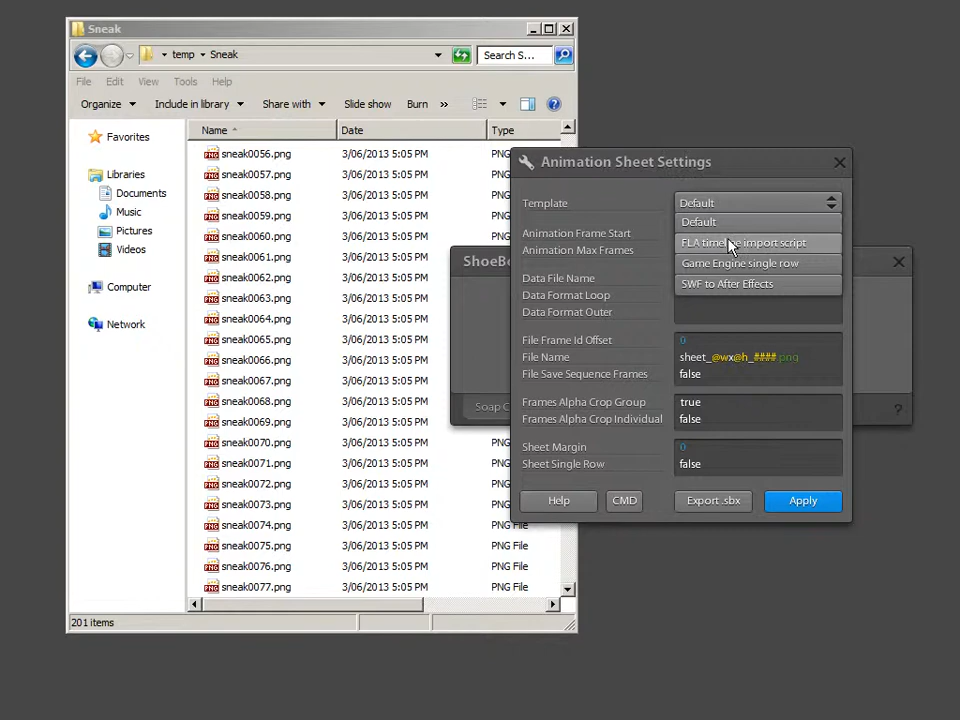 Sneak
temp Sneak
Search S...
File Edit View Tools Help
Organize Include in library Share with Slide show Burn »
Favorites
Libraries
Documents
Music
Pictures
Videos
Computer
Network
Name Date Type
sneak0056.png 3/06/2013 5:05 PM PNG
sneak0057.png 3/06/2013 5:05 PM PNG
sneak0058.png 3/06/2013 5:05 PM PNG
sneak0059.png 3/06/2013 5:05 PM PNG
sneak0060.png 3/06/2013 5:05 PM PNG
sneak0061.png 3/06/2013 5:05 PM
sneak0062.png 3/06/2013 5:05 PM
sneak0063.png 3/06/2013 5:05 PM
sneak0064.png 3/06/2013 5:05 PM
sneak0065.png 3/06/2013 5:05 PM
sneak0066.png 3/06/2013 5:05 PM
sneak0067.png 3/06/2013 5:05 PM
sneak0068.png 3/06/2013 5:05 PM
sneak0069.png 3/06/2013 5:05 PM
sneak0070.png 3/06/2013 5:05 PM PNG
sneak0071.png 3/06/2013 5:05 PM PNG
sneak0072.png 3/06/2013 5:05 PM PNG
sneak0073.png 3/06/2013 5:05 PM PNG
sneak0074.png 3/06/2013 5:05 PM PNG File
sneak0075.png 3/06/2013 5:05 PM PNG File
sneak0076.png 3/06/2013 5:05 PM PNG File
sneak0077.png 3/06/2013 5:05 PM PNG File
201 items
ShoeBo
Soap C
?
Animation Sheet Settings
Template Default
Default
FLA timeline import script
Game Engine single row
SWF to After Effects
Animation Frame Start
Animation Max Frames
Data File Name
Data Format Loop
Data Format Outer
File Frame Id Offset 0
File Name sheet_@wx@h_####.png
File Save Sequence Frames false
Frames Alpha Crop Group true
Frames Alpha Crop Individual false
Sheet Margin 0
Sheet Single Row false
Help CMD Export .sbx Apply